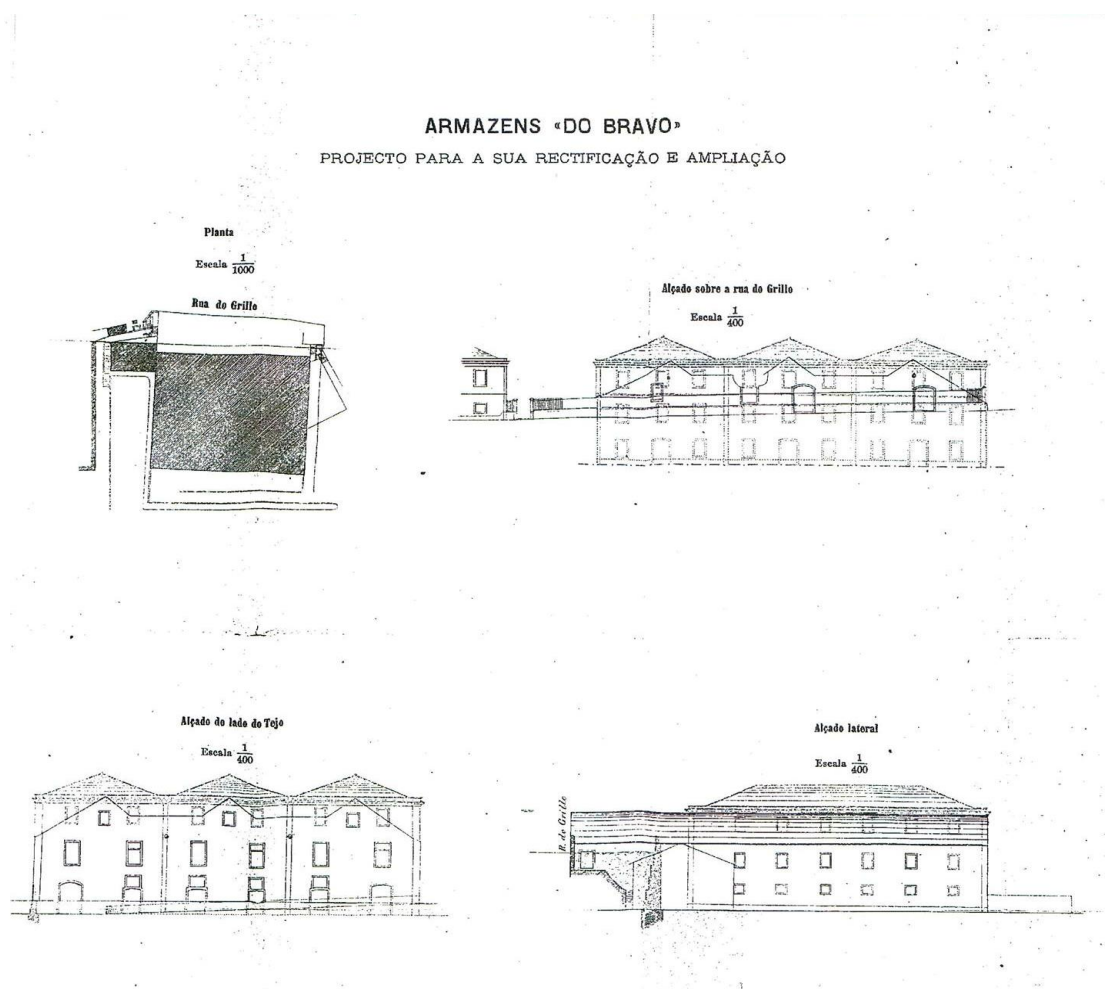 ARMAZENS «DO BRAVO»
PROJECTO PARA A SUA RECTIFICAÇÃO E AMPLIAÇÃO
Planta
Escala 1/1000
Rua do Grillo
Alçado sobre a rua do Grillo
Escala 1/400
Alçado do lado do Tejo
Escala 1/400
Alçado lateral
Escala 1/400
R. do Grillo